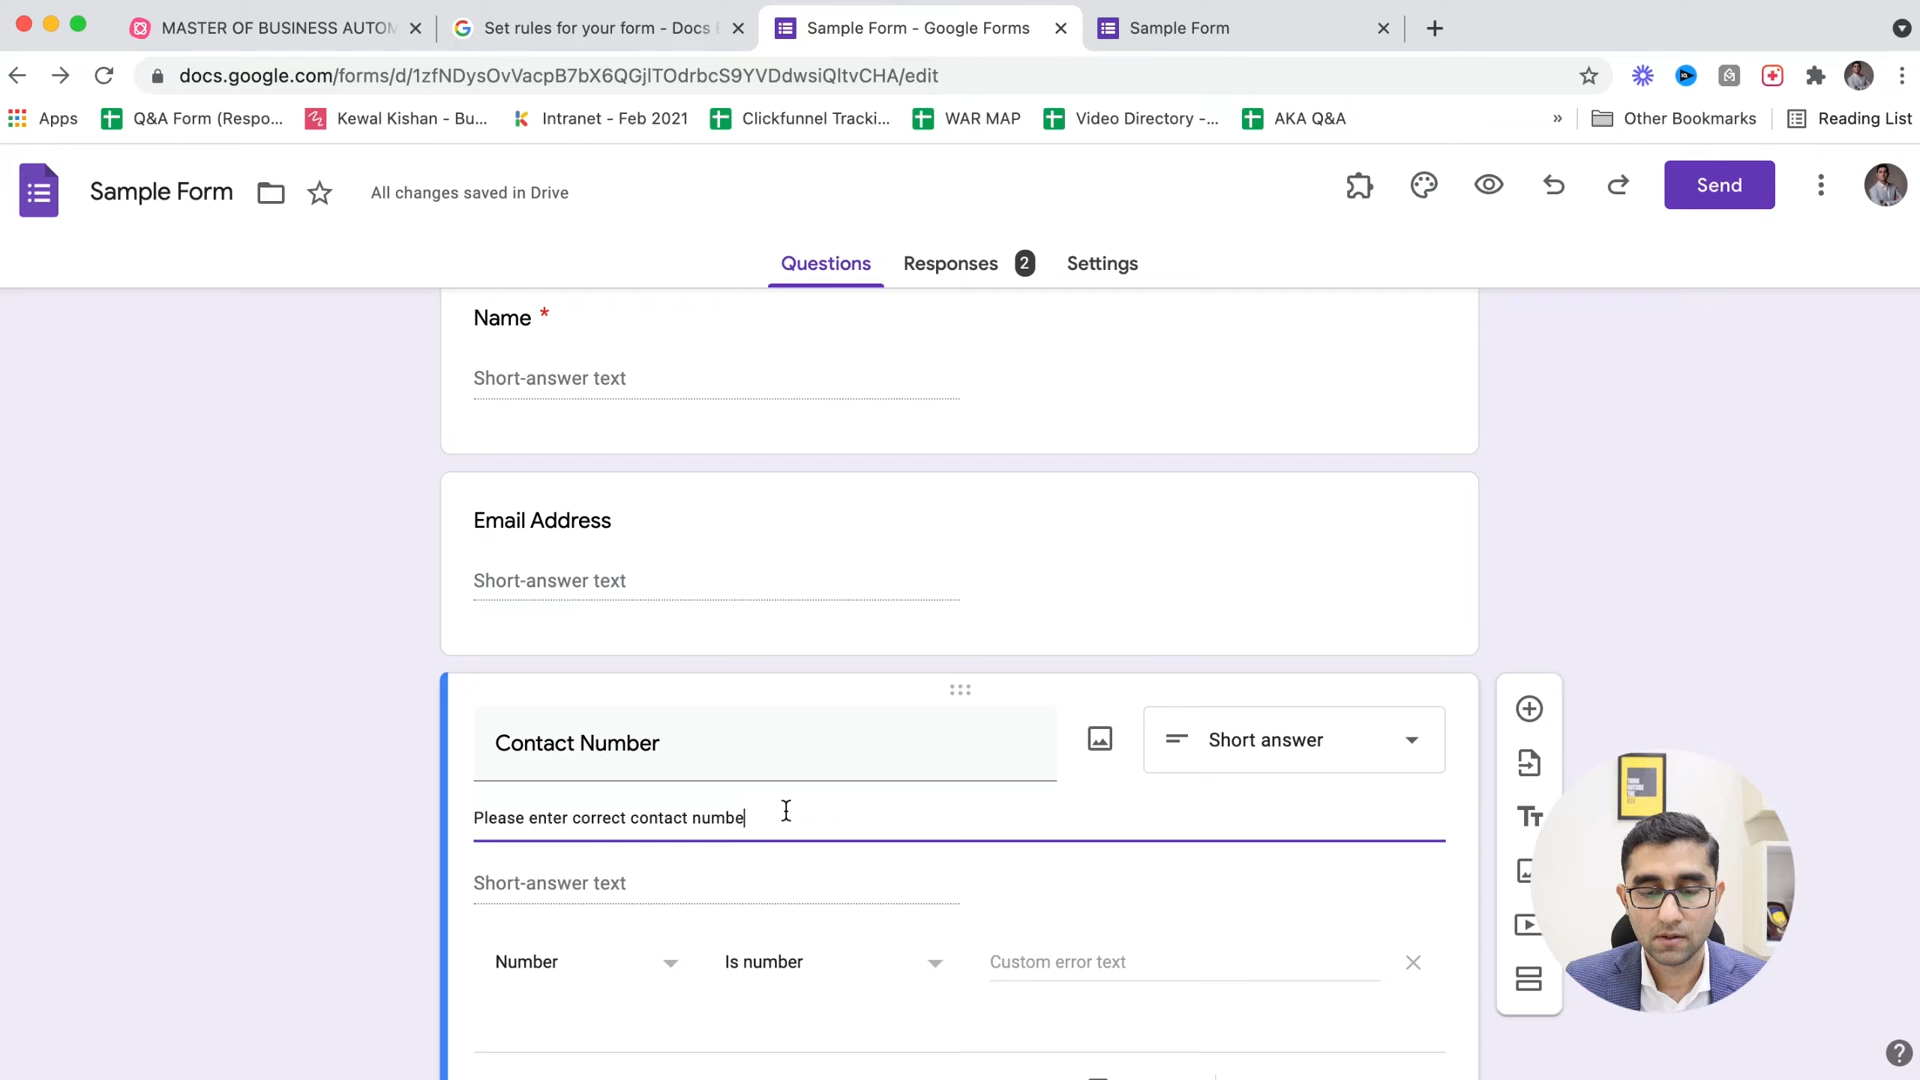 MASTER OF BUSINESS AUTOM
Set rules for your form - Docs E
Sample Form - Google Forms
Sample Form
docs.google.com/forms/d/1zfNDysOvVacpB7bX6QGjlTOdrbcS9YVDdwsiQItvCHA/edit
Apps
Q&A Form (Respo...
Kewal Kishan - Bu...
Intranet - Feb 2021
Clickfunnel Tracki...
WAR MAP
Video Directory -...
AKA Q&A
»
Other Bookmarks
Reading List
Sample Form
All changes saved in Drive
Send
Questions
Responses 2
Settings
Name *
Short-answer text
Email Address
Short-answer text
Contact Number
Short answer
Please enter correct contact numbe
Short-answer text
Number
Is number
Custom error text